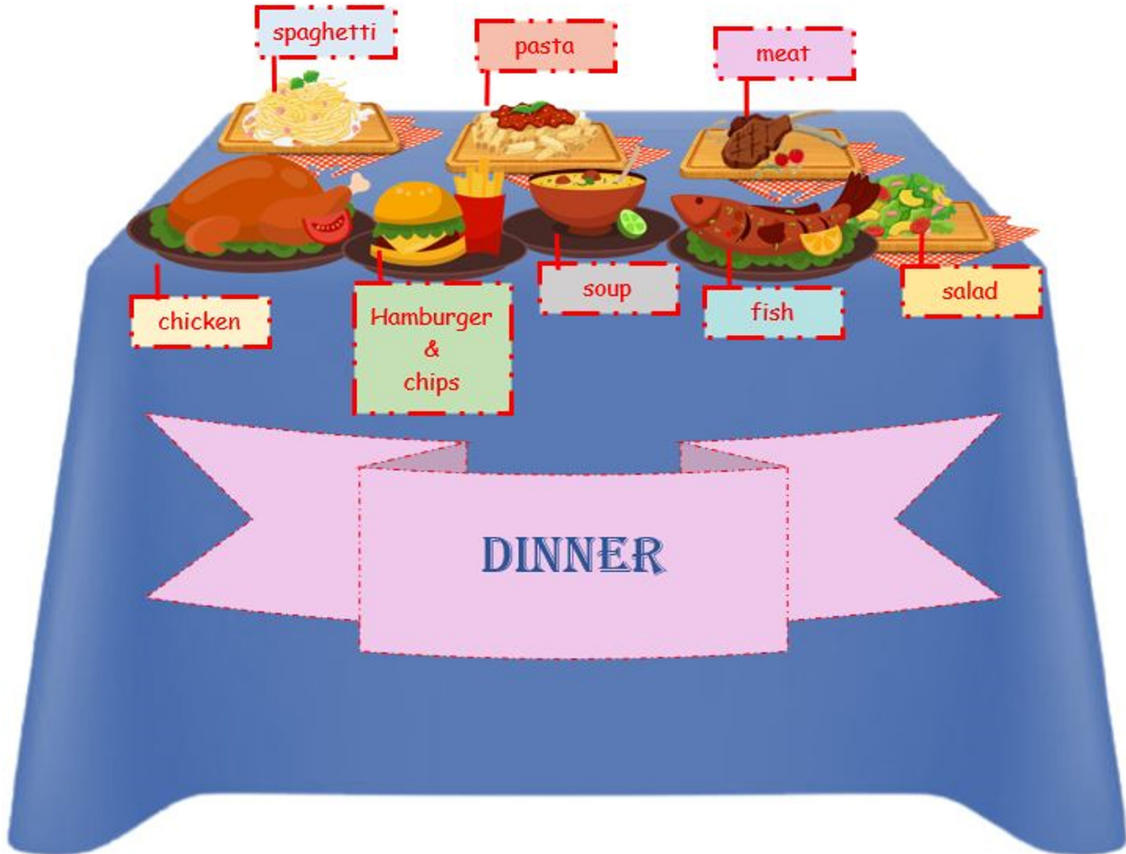 spaghetti
pasta
meat
chicken
Hamburger
&
chips
soup
fish
salad
DINNER